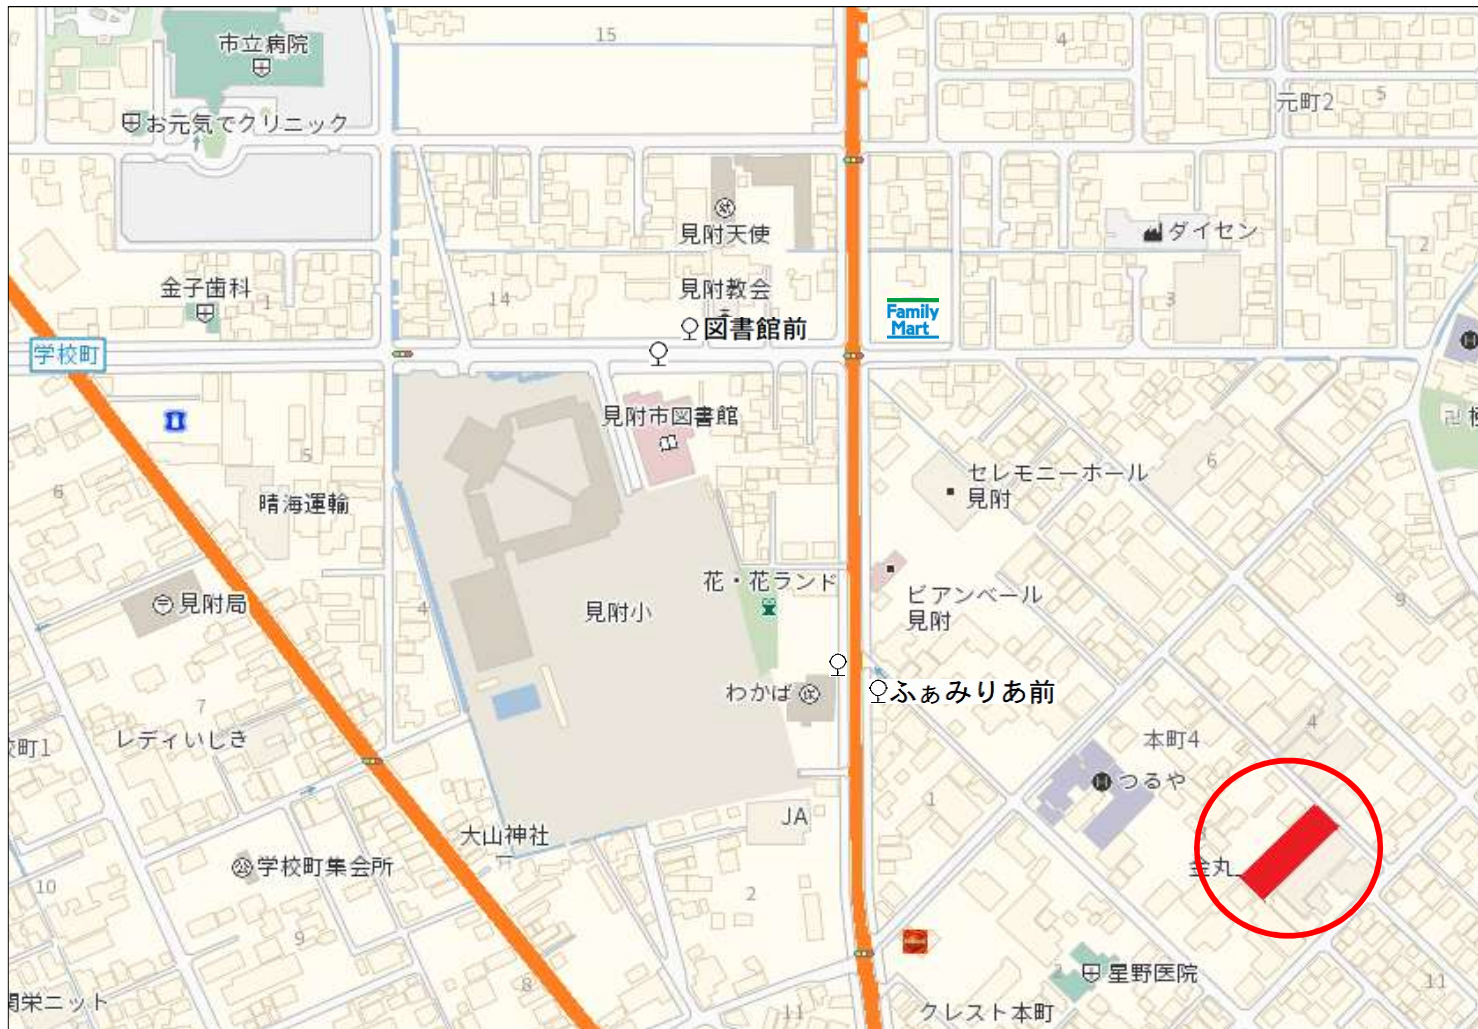 15
4
市立病院
お元気でクリニック
元町2
5
見附天使
ダイセン
2
金子歯科
1
14
見附教会
3
Family
Mart
図書館前
学校町
見附市図書館
5
6
6
セレモニーホール
見附
晴海運輸
花・花ランド
ビアンベール
見附
見附局
4
見附小
9
わかば
ふぁみりあ前
7
レディいしき
町1
本町4
4
つるや
1
JA
大山神社
学校町集会所
金丸
10
2
9
星野医院
8
11
11
栄ニット
クレスト本町